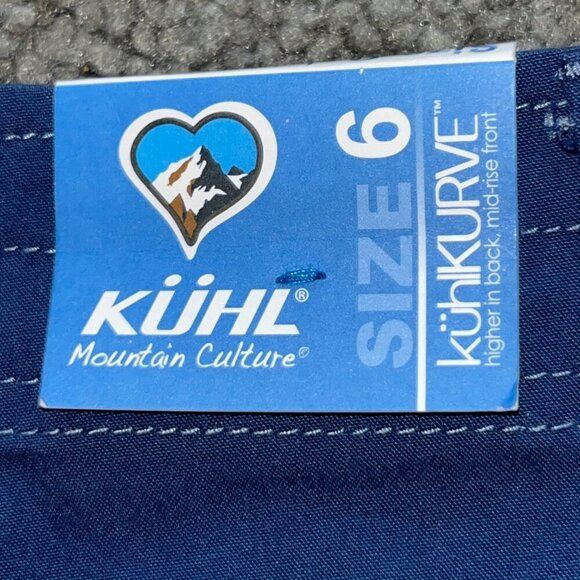 KÜHL®
Mountain Culture®
SIZE 6
kühlKURVE™
higher in back, mid-rise front